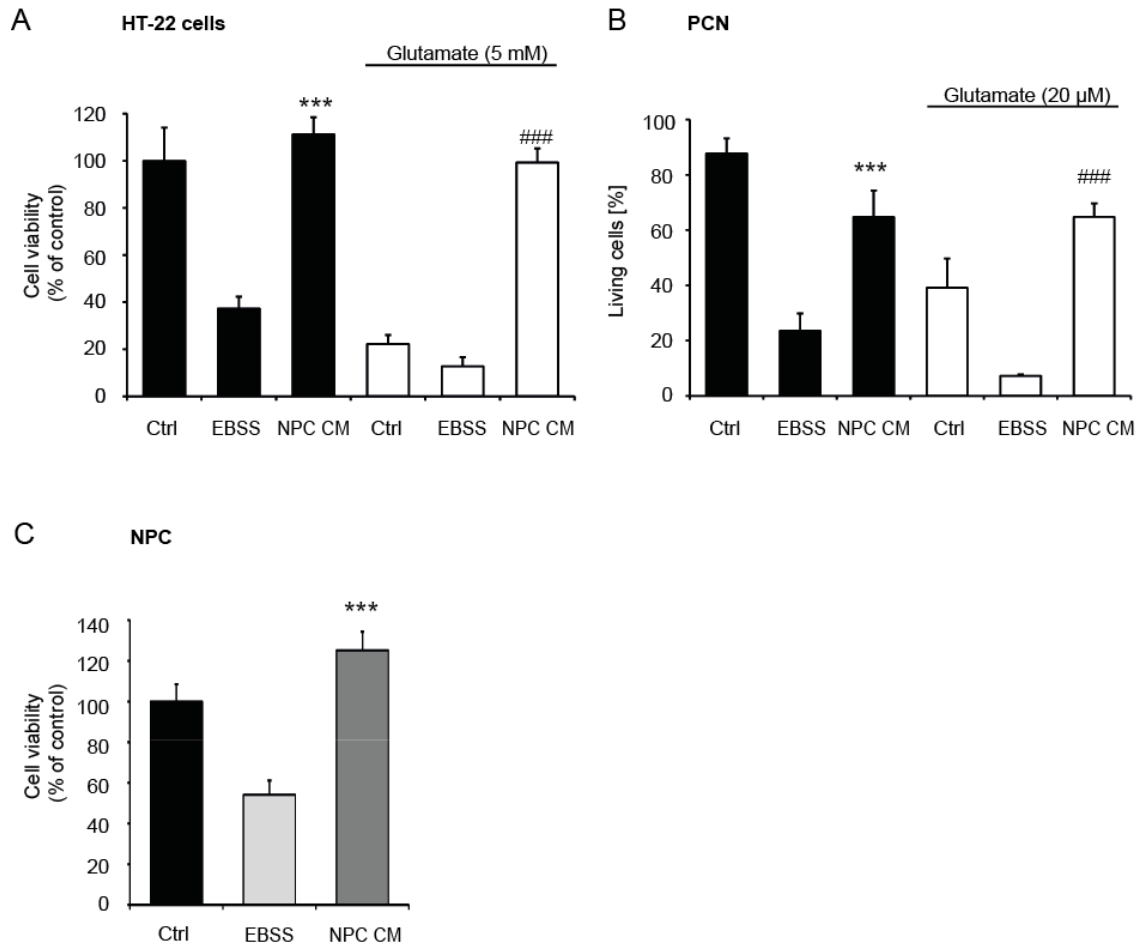 A
HT-22 cells
Glutamate (5 mM)
***
###
Cell viability
(% of control)
120
100
80
60
40
20
0
Ctrl EBSS NPC CM Ctrl EBSS NPC CM
B
PCN
Glutamate (20 µM)
***
###
Living cells [%]
100
80
60
40
20
0
Ctrl EBSS NPC CM Ctrl EBSS NPC CM
C
NPC
***
Cell viability
(% of control)
140
120
100
80
60
40
20
0
Ctrl EBSS NPC CM